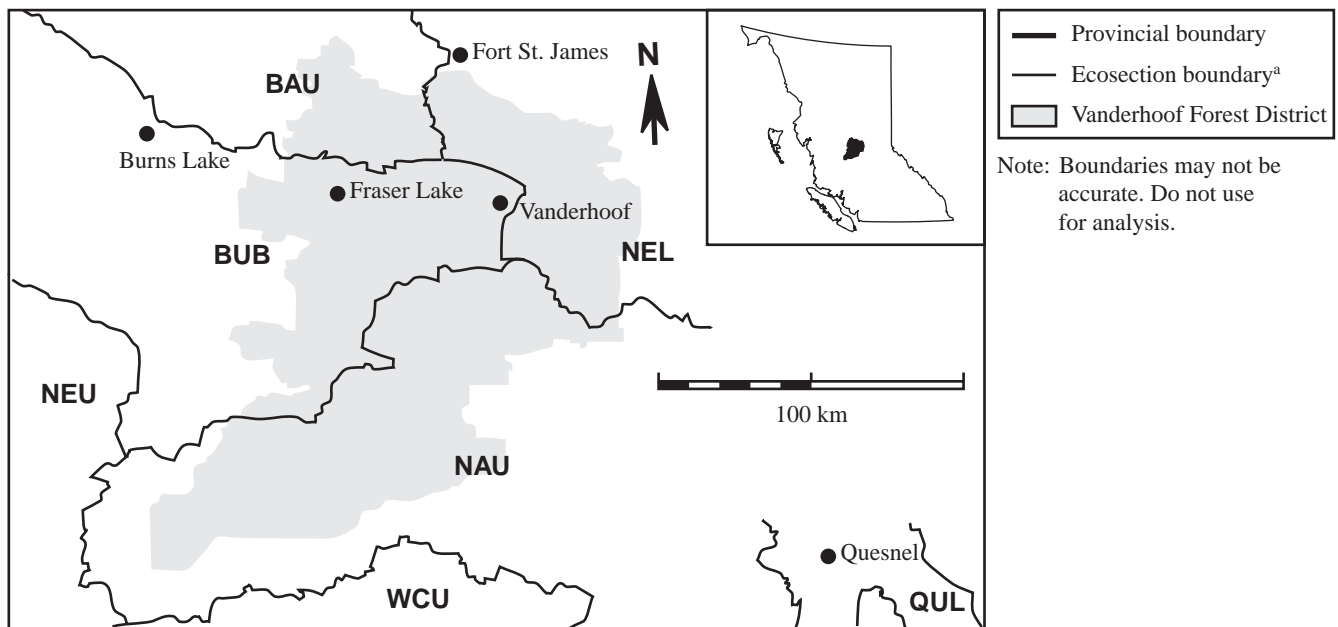 Fort St. James
N
BAU
Burns Lake
Fraser Lake
Vanderhoof
BUB
NEL
NEU
100 km
NAU
Quesnel
WCU
QUL
Provincial boundary
Ecosection boundaryᵃ
Vanderhoof Forest District
Note: Boundaries may not be
accurate. Do not use
for analysis.